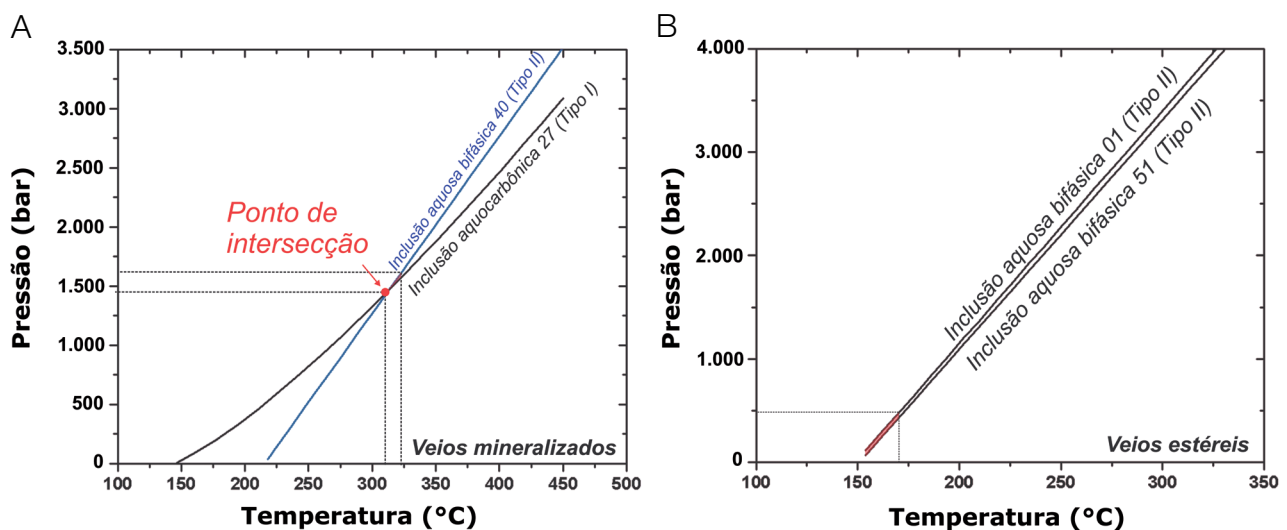 A
3.500
3.000
2.500
2.000
1.500
1.000
500
0
Pressão (bar)
100
150
200
250
300
350
400
450
500
Temperatura (°C)
Ponto de
intersecção
Inclusão aquosa bifásica 40 (Tipo II)
Inclusão aquocarbônica 27 (Tipo I)
Veios mineralizados
B
4.000
3.000
2.000
1.000
0
Pressão (bar)
100
150
200
250
300
350
Temperatura (°C)
Inclusão aquosa bifásica 01 (Tipo II)
Inclusão aquosa bifásica 51 (Tipo II)
Veios estéreis